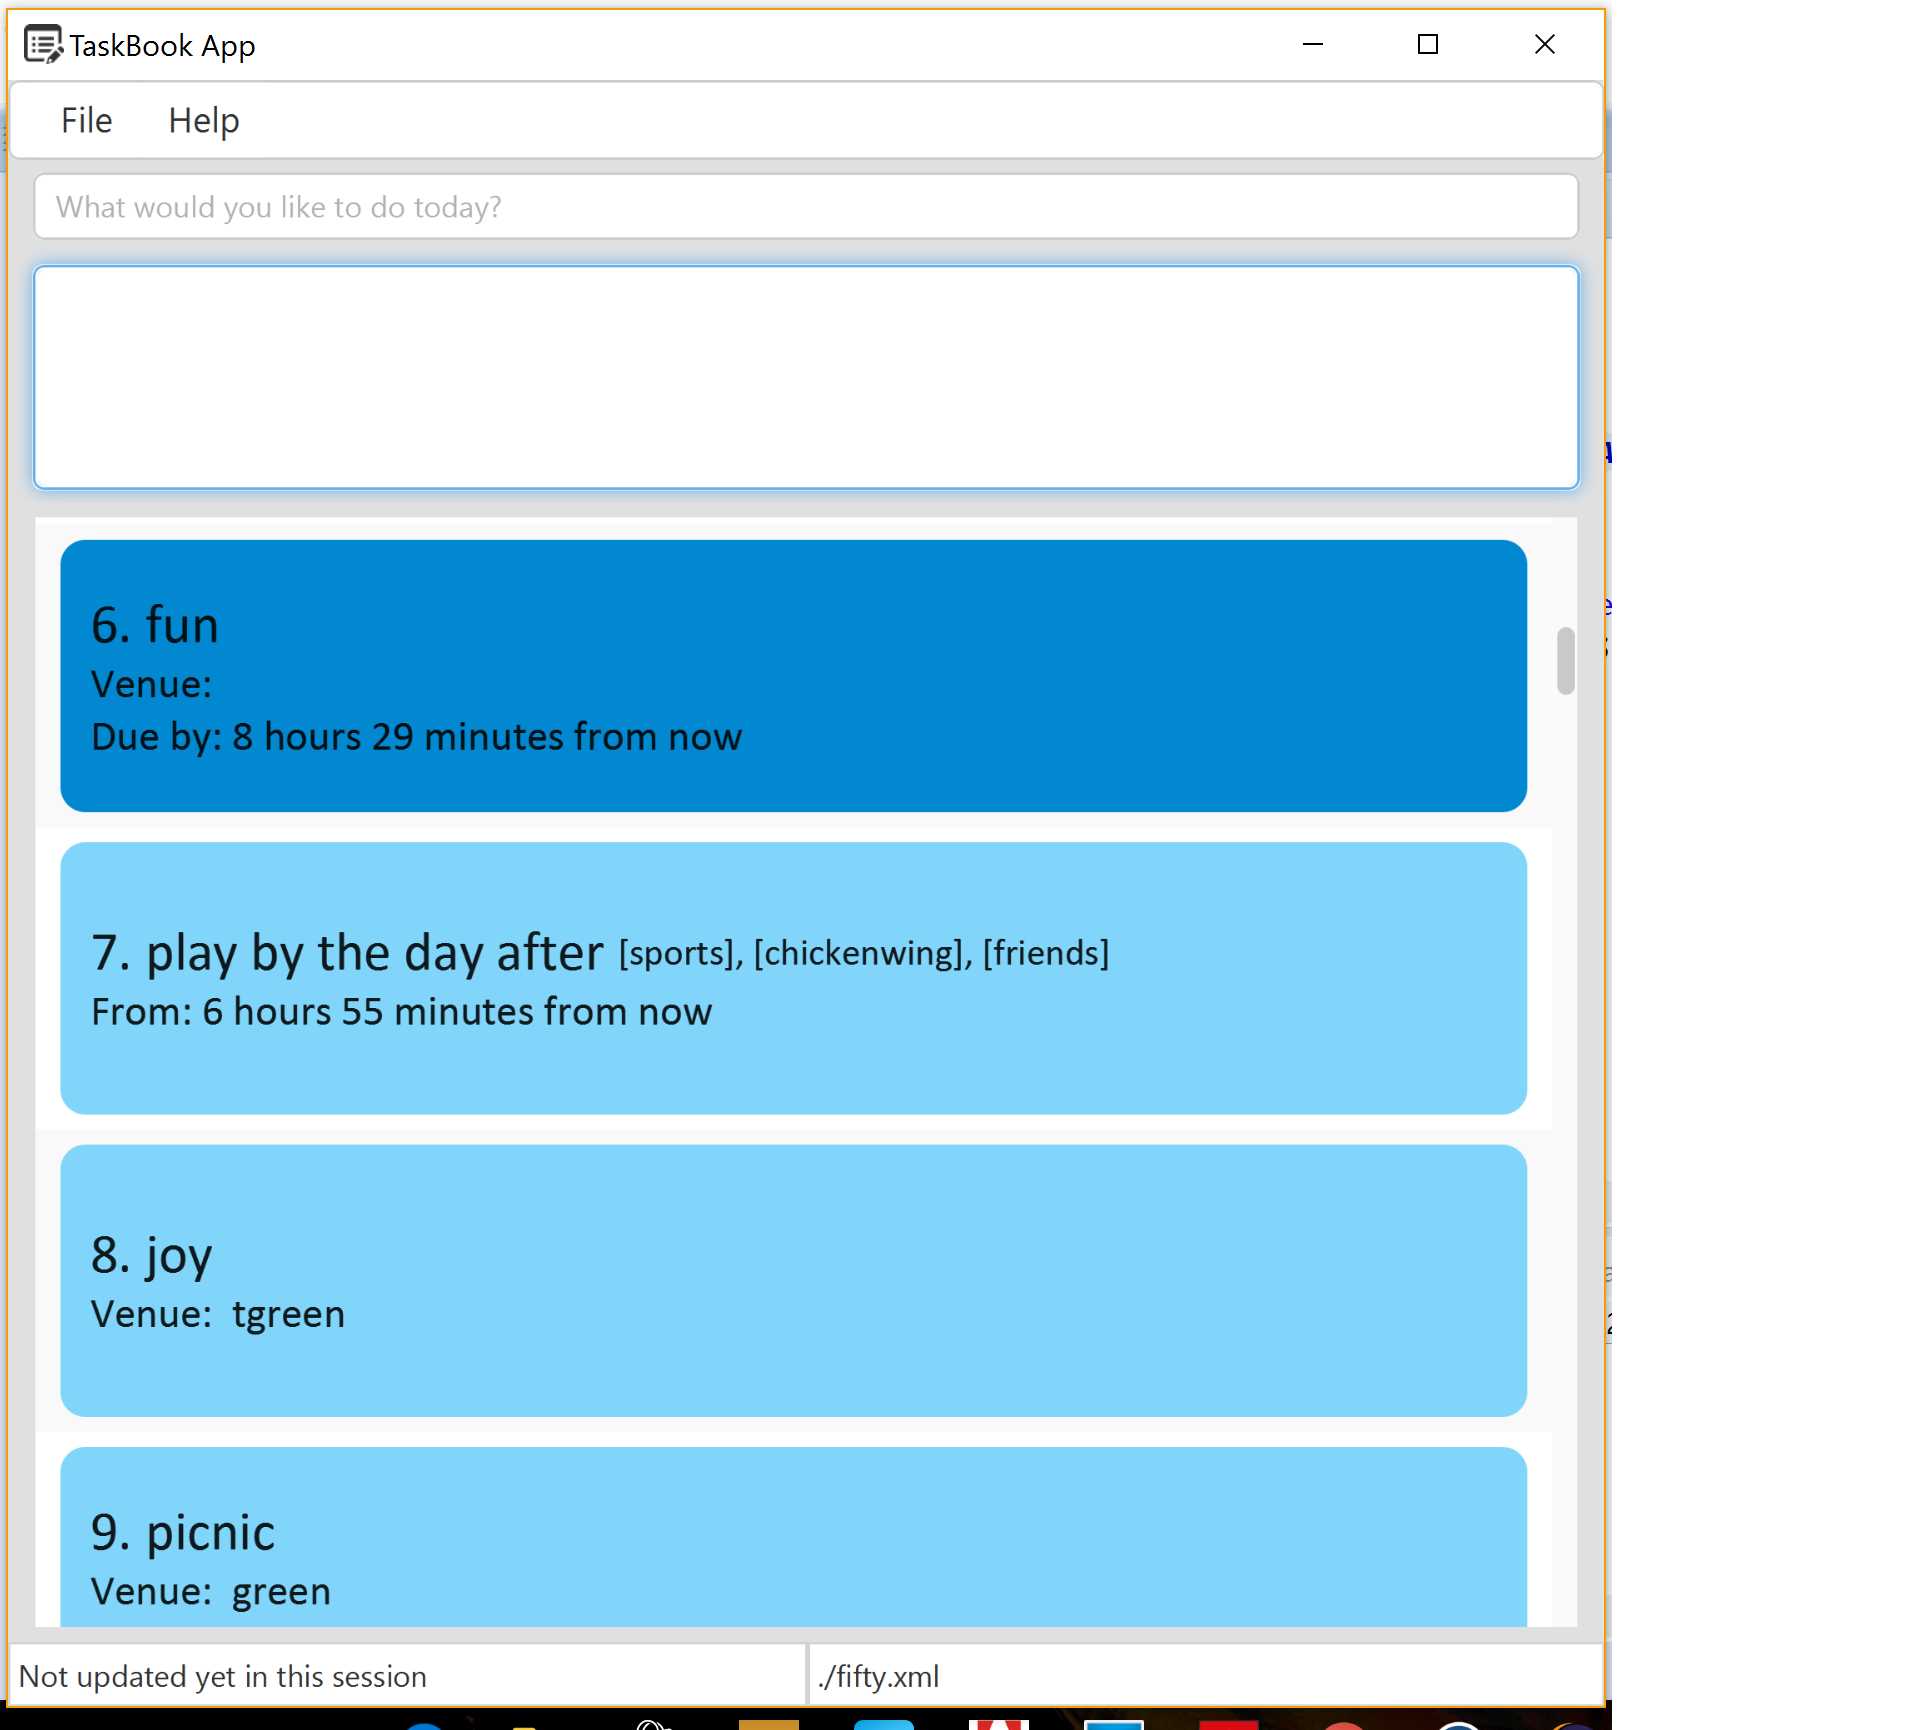 TaskBook App
File Help
What would you like to do today?
6. fun
Venue:
Due by: 8 hours 29 minutes from now
7. play by the day after [sports], [chickenwing], [friends]
From: 6 hours 55 minutes from now
8. joy
Venue: tgreen
9. picnic
Venue: green
Not updated yet in this session
./fifty.xml